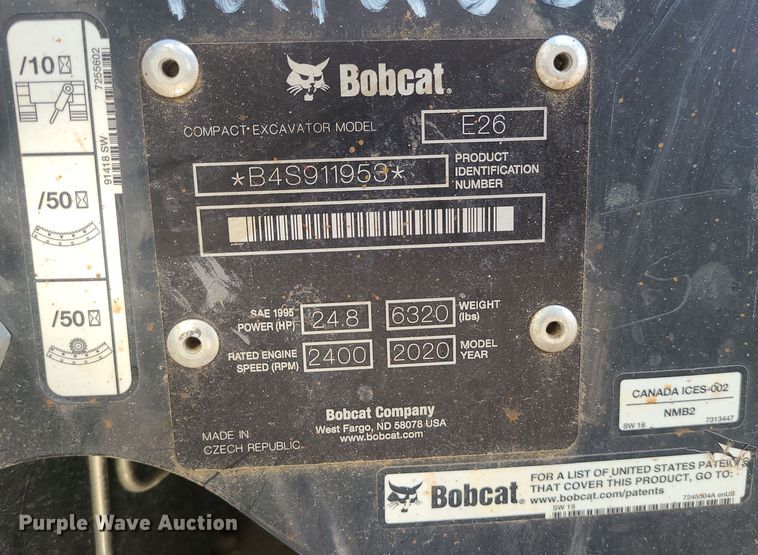 /10
7255602
91418 SW
/50
/50
Bobcat.
COMPACT EXCAVATOR MODEL E26
*B4S911953* PRODUCT IDENTIFICATION NUMBER
SAE 1995 POWER (HP) 24.8 6320 WEIGHT (lbs)
RATED ENGINE SPEED (RPM) 2400 2020 MODEL YEAR
Bobcat Company
West Fargo, ND 58078 USA
www.bobcat.com
MADE IN
CZECH REPUBLIC
CANADA ICES-002
NMB2
SW 16 7313447
Bobcat.
FOR A LIST OF UNITED STATES PATENTS
THAT COVER THIS PRODUCT, GO TO:
www.bobcat.com/patents
SW 19 7245504A enUS
Purple Wave Auction